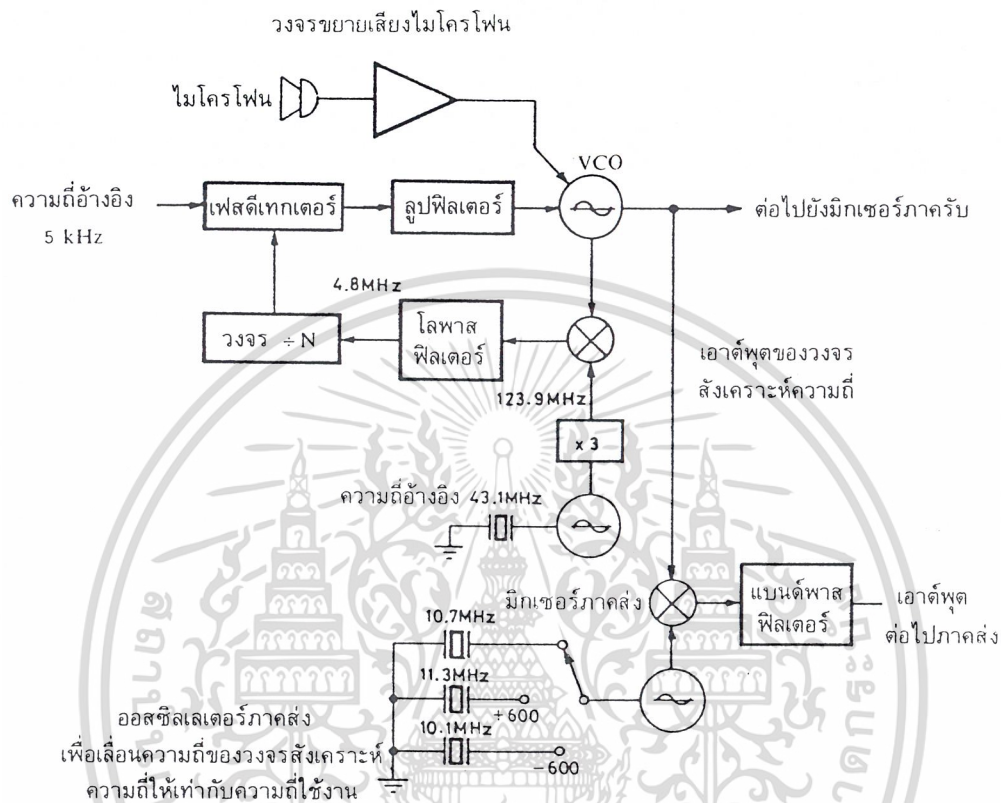 วงจรขยายเสียงไมโครโฟน
ไมโครโฟน
VCO
ความถี่อ้างอิง
5 kHz
เฟสดีเทกเตอร์
ลูปฟิลเตอร์
ต่อไปยังมิกเซอร์ภาครับ
4.8MHz
วงจร ÷N
โลพาส
ฟิลเตอร์
เอาต์พุตของวงจร
สังเคราะห์ความถี่
123.9MHz
x 3
ความถี่อ้างอิง 43.1MHz
มิกเซอร์ภาคส่ง
แบนด์พาส
ฟิลเตอร์
เอาต์พุต
ต่อไปภาคส่ง
10.7MHz
11.3MHz
+600
10.1MHz
-600
ออสซิลเลเตอร์ภาคส่ง
เพื่อเลื่อนความถี่ของวงจรสังเคราะห์
ความถี่ให้เท่ากับความถี่ใช้งาน